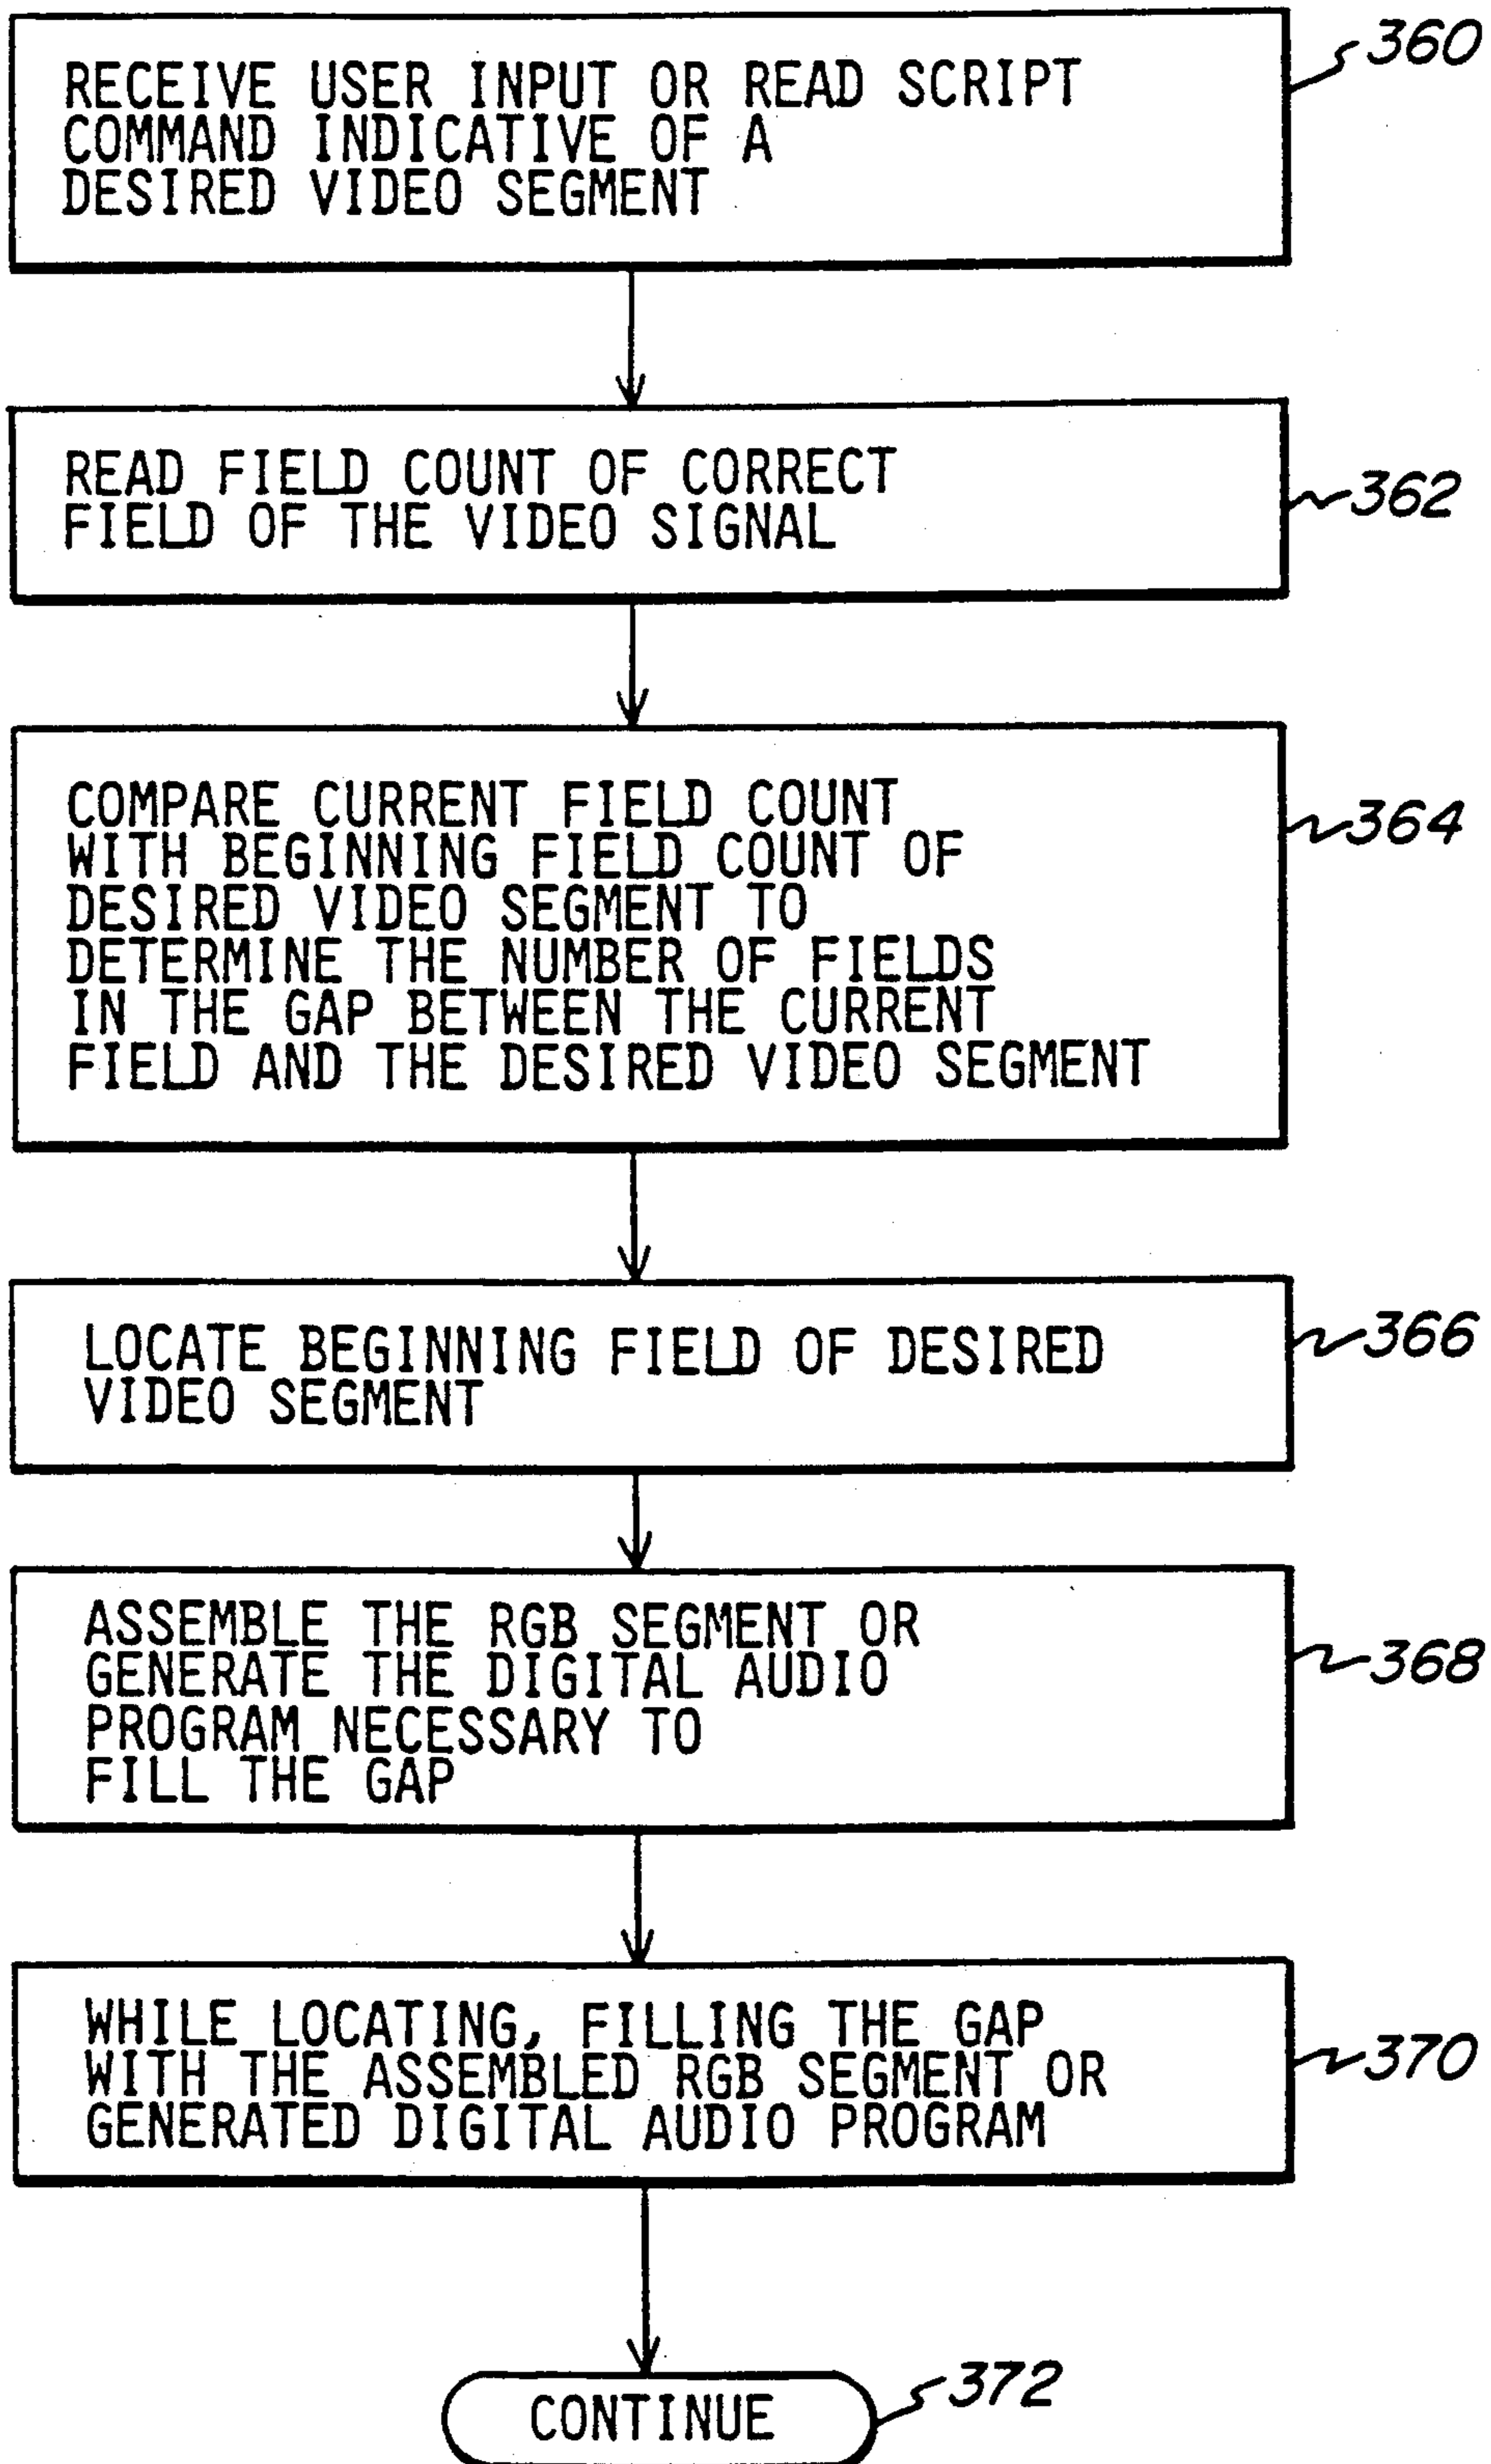 RECEIVE USER INPUT OR READ SCRIPT
COMMAND INDICATIVE OF A
DESIRED VIDEO SEGMENT
360
READ FIELD COUNT OF CORRECT
FIELD OF THE VIDEO SIGNAL
362
COMPARE CURRENT FIELD COUNT
WITH BEGINNING FIELD COUNT OF
DESIRED VIDEO SEGMENT TO
DETERMINE THE NUMBER OF FIELDS
IN THE GAP BETWEEN THE CURRENT
FIELD AND THE DESIRED VIDEO SEGMENT
364
LOCATE BEGINNING FIELD OF DESIRED
VIDEO SEGMENT
366
ASSEMBLE THE RGB SEGMENT OR
GENERATE THE DIGITAL AUDIO
PROGRAM NECESSARY TO
FILL THE GAP
368
WHILE LOCATING, FILLING THE GAP
WITH THE ASSEMBLED RGB SEGMENT OR
GENERATED DIGITAL AUDIO PROGRAM
370
CONTINUE
372